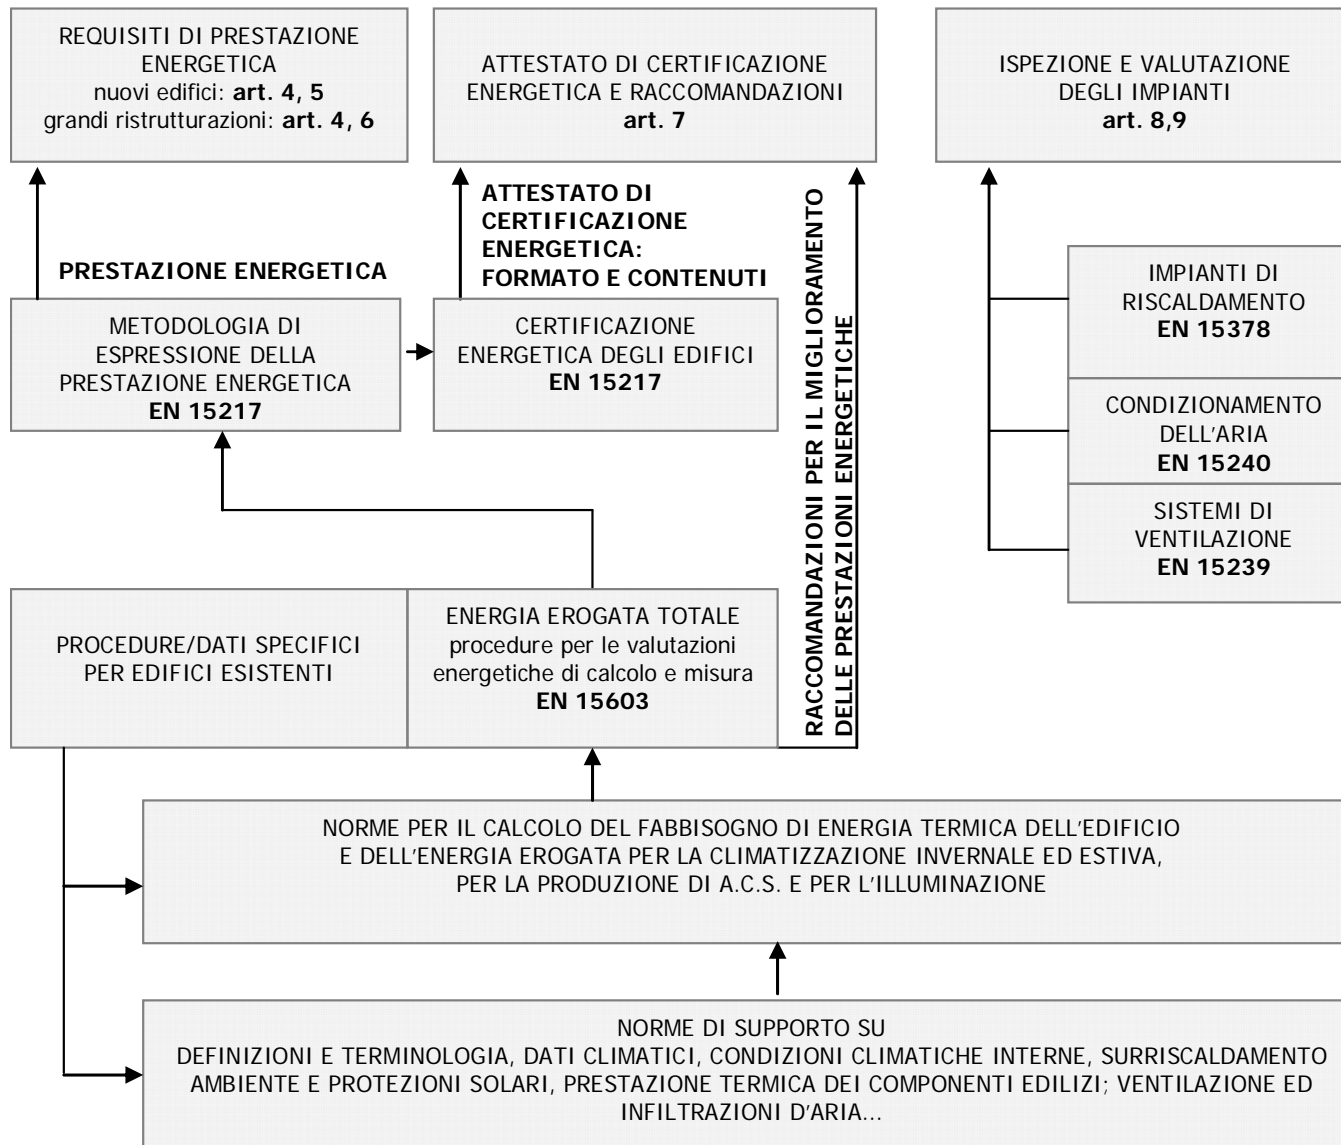 REQUISITI DI PRESTAZIONE
ENERGETICA
nuovi edifici: art. 4, 5
grandi ristrutturazioni: art. 4, 6
ATTESTATO DI CERTIFICAZIONE
ENERGETICA E RACCOMANDAZIONI
art. 7
ISPEZIONE E VALUTAZIONE
DEGLI IMPIANTI
art. 8,9
PRESTAZIONE ENERGETICA
ATTESTATO DI
CERTIFICAZIONE
ENERGETICA:
FORMATO E CONTENUTI
RACCOMANDAZIONI PER IL MIGLIORAMENTO
DELLE PRESTAZIONI ENERGETICHE
METODOLOGIA DI
ESPRESSIONE DELLA
PRESTAZIONE ENERGETICA
EN 15217
CERTIFICAZIONE
ENERGETICA DEGLI EDIFICI
EN 15217
IMPIANTI DI
RISCALDAMENTO
EN 15378
CONDIZIONAMENTO
DELL'ARIA
EN 15240
SISTEMI DI
VENTILAZIONE
EN 15239
PROCEDURE/DATI SPECIFICI
PER EDIFICI ESISTENTI
ENERGIA EROGATA TOTALE
procedure per le valutazioni
energetiche di calcolo e misura
EN 15603
NORME PER IL CALCOLO DEL FABBISOGNO DI ENERGIA TERMICA DELL'EDIFICIO
E DELL'ENERGIA EROGATA PER LA CLIMATIZZAZIONE INVERNALE ED ESTIVA,
PER LA PRODUZIONE DI A.C.S. E PER L'ILLUMINAZIONE
NORME DI SUPPORTO SU
DEFINIZIONI E TERMINOLOGIA, DATI CLIMATICI, CONDIZIONI CLIMATICHE INTERNE, SURRISCALDAMENTO
AMBIENTE E PROTEZIONI SOLARI, PRESTAZIONE TERMICA DEI COMPONENTI EDILIZI; VENTILAZIONE ED
INFILTRAZIONI D'ARIA...